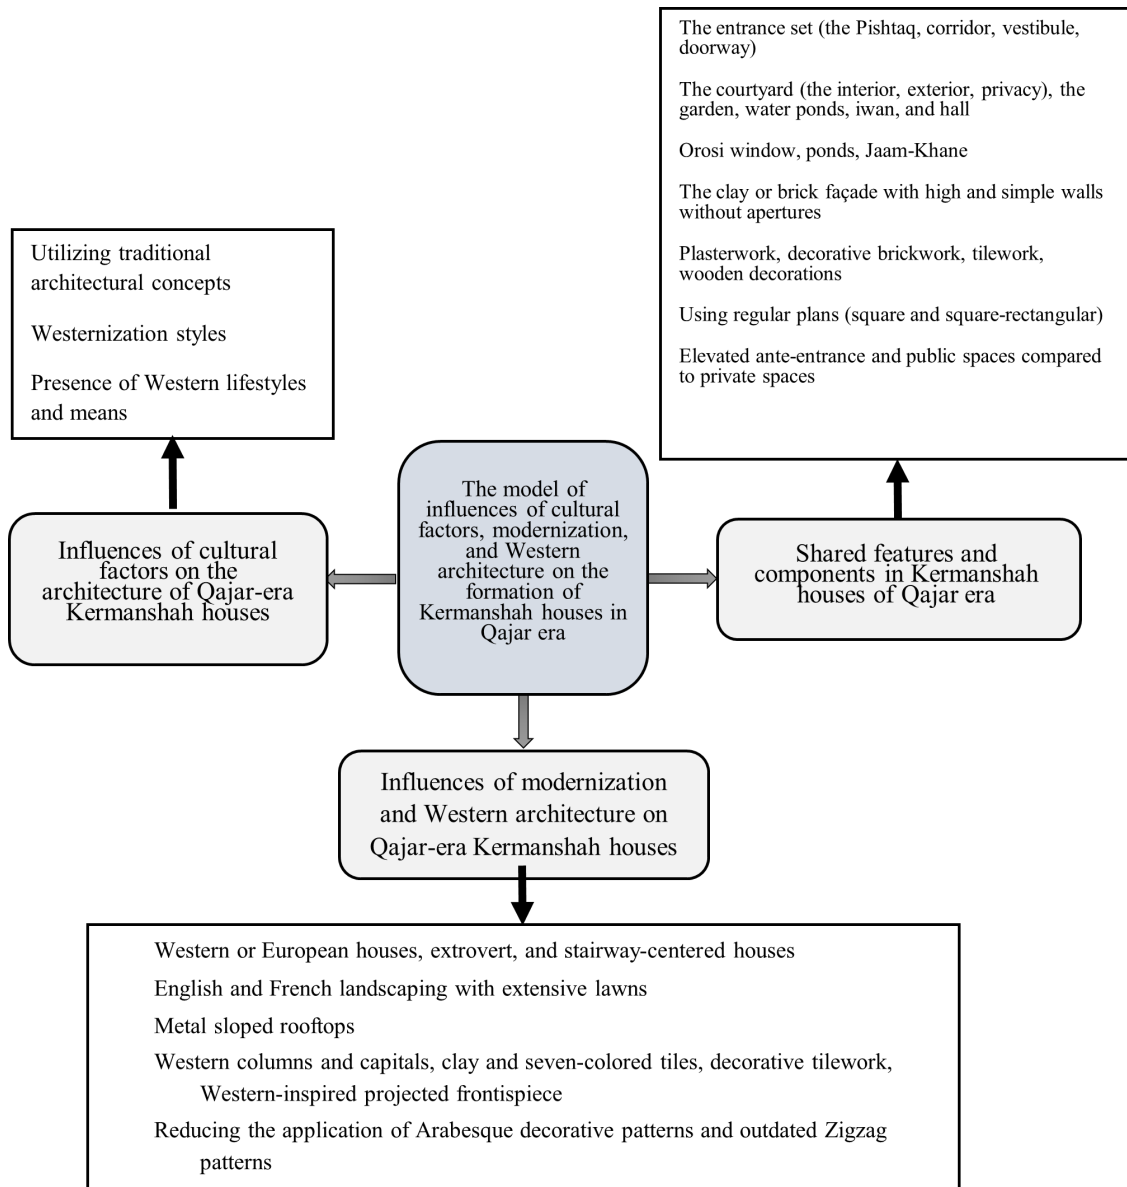 The entrance set (the Pishtaq, corridor, vestibule,
doorway)
The courtyard (the interior, exterior, privacy), the
garden, water ponds, iwan, and hall
Orosi window, ponds, Jaam-Khane
The clay or brick façade with high and simple walls
without apertures
Plasterwork, decorative brickwork, tilework,
wooden decorations
Using regular plans (square and square-rectangular)
Elevated ante-entrance and public spaces compared
to private spaces
Utilizing traditional
architectural concepts
Westernization styles
Presence of Western lifestyles
and means
Influences of cultural
factors on the
architecture of Qajar-era
Kermanshah houses
The model of
influences of cultural
factors, modernization,
and Western
architecture on the
formation of
Kermanshah houses in
Qajar era
Shared features and
components in Kermanshah
houses of Qajar era
Influences of modernization
and Western architecture on
Qajar-era Kermanshah houses
Western or European houses, extrovert, and stairway-centered houses
English and French landscaping with extensive lawns
Metal sloped rooftops
Western columns and capitals, clay and seven-colored tiles, decorative tilework,
Western-inspired projected frontispiece
Reducing the application of Arabesque decorative patterns and outdated Zigzag
patterns